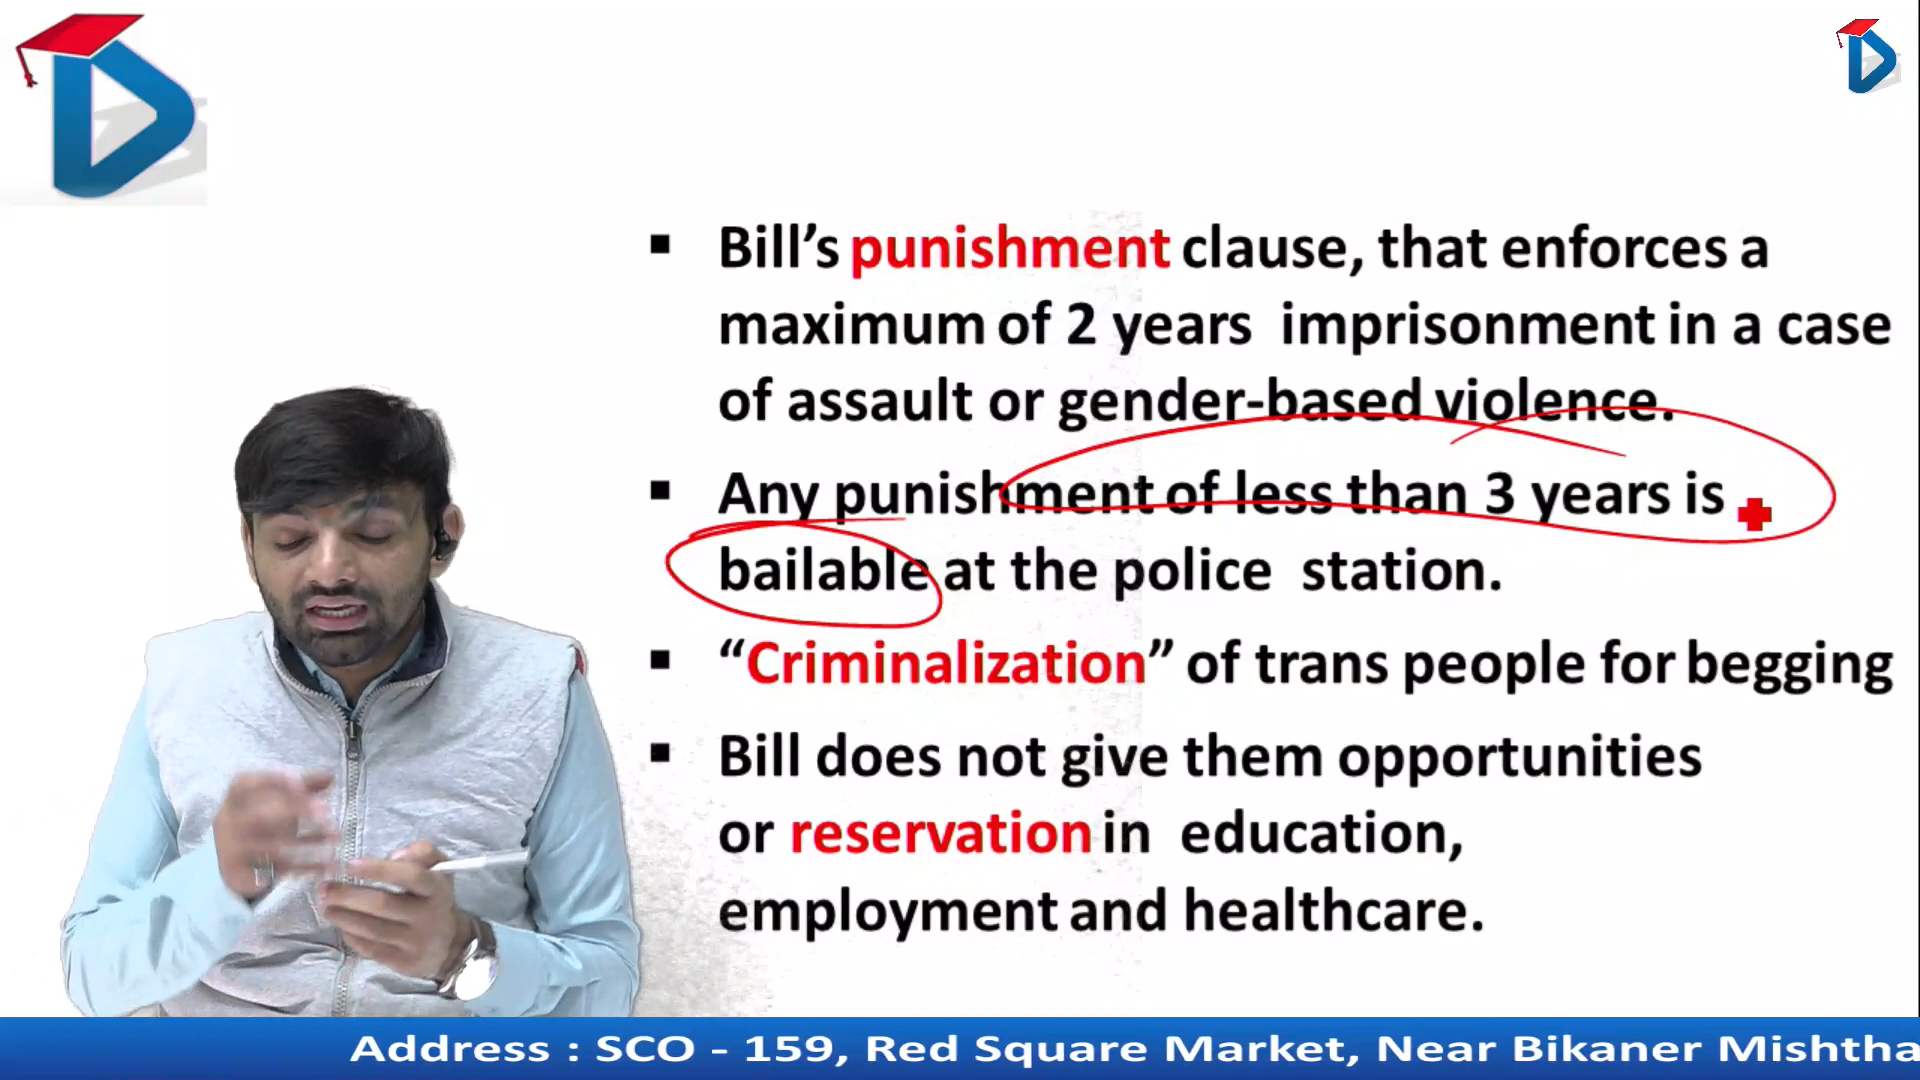 ▪ Bill’s punishment clause, that enforces a
maximum of 2 years imprisonment in a case
of assault or gender-based violence.
▪ Any punishment of less than 3 years is
bailable at the police station.
▪ “Criminalization” of trans people for begging
▪ Bill does not give them opportunities
or reservation in education,
employment and healthcare.
Address : SCO - 159, Red Square Market, Near Bikaner Mishtha